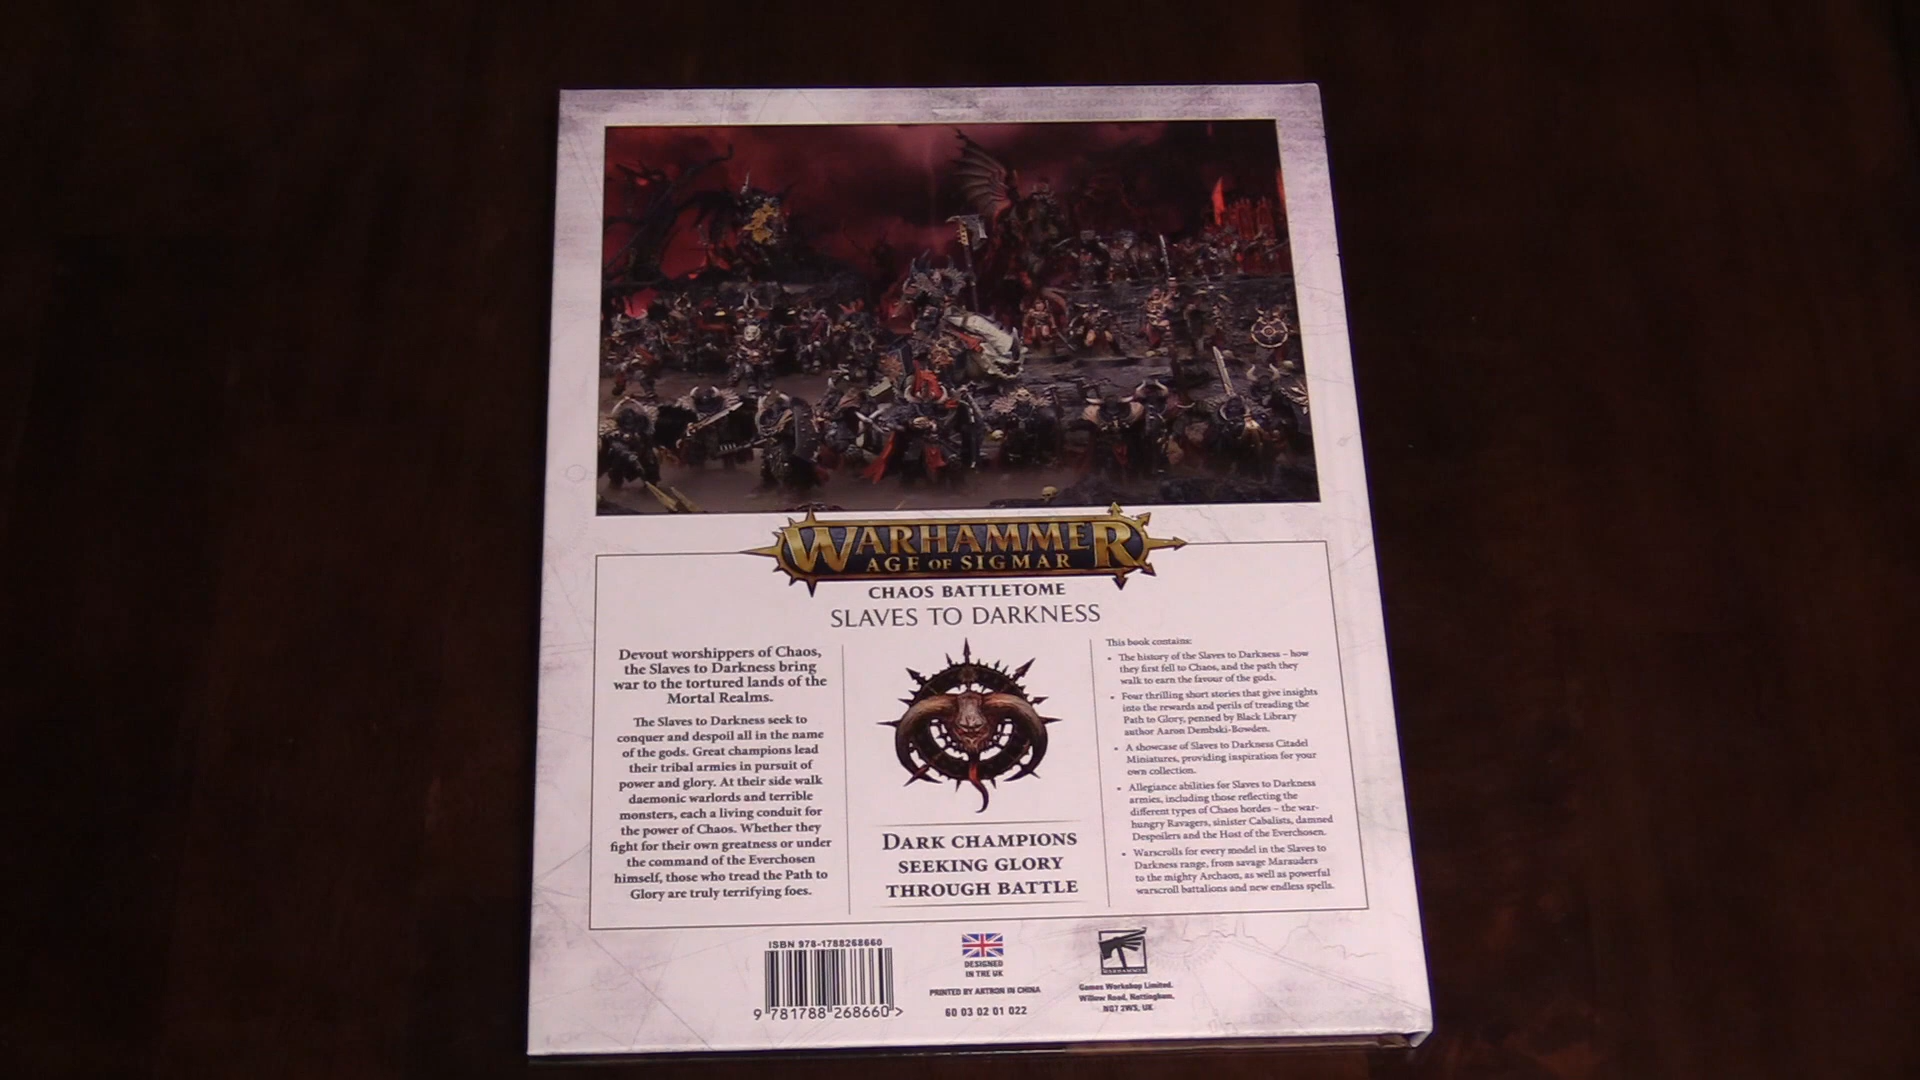 WARHAMMER
AGE OF SIGMAR
CHAOS BATTLETOME
SLAVES TO DARKNESS
Devout worshippers of Chaos,
the Slaves to Darkness bring
war to the tortured lands of the
Mortal Realms.
The Slaves to Darkness seek to
conquer and despoil all in the name
of the gods. Great champions lead
their tribal armies in pursuit of
power and glory. At their side walk
daemonic warlords and terrible
monsters, each a living conduit for
the power of Chaos. Whether they
fight for their own greatness or under
the command of the Everchosen
himself, those who tread the Path to
Glory are truly terrifying foes.
DARK CHAMPIONS
SEEKING GLORY
THROUGH BATTLE
This book contains:
• The history of the Slaves to Darkness – how
they first fell to Chaos, and the path they
walk to earn the favour of the gods.
• Four thrilling short stories that give insights
into the rewards and perils of treading the
Path to Glory, penned by Black Library
author Aaron Dembski-Bowden.
• A showcase of Slaves to Darkness Citadel
Miniatures, providing inspiration for your
own collection.
• Allegiance abilities for Slaves to Darkness
armies, including those reflecting the
different types of Chaos hordes – the war-
hungry Ravagers, sinister Cabalists, damned
Despoilers and the Host of the Everchosen.
• Warscrolls for every model in the Slaves to
Darkness range, from savage Marauders
to the mighty Archaon, as well as powerful
warscroll battalions and new endless spells.
ISBN 978-1788268660
9 781788 268660 >
DESIGNED
IN THE UK
PRINTED BY ARTRON IN CHINA
60 03 02 01 022
WARHAMMER
Games Workshop Limited.
Willow Road, Nottingham,
NG7 2WS, UK